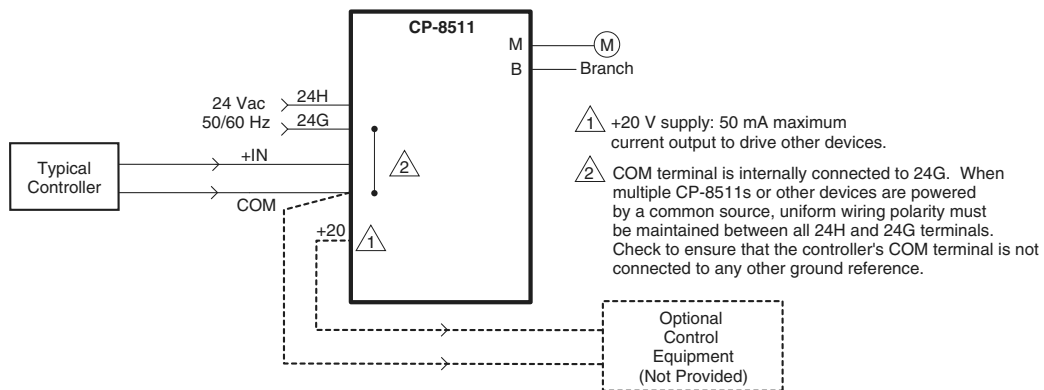 CP-8511
M
M
B
Branch
24 Vac
50/60 Hz
24H
24G
Typical
Controller
+IN
COM
2
+20
1
1 +20 V supply: 50 mA maximum
current output to drive other devices.
2 COM terminal is internally connected to 24G. When
multiple CP-8511s or other devices are powered
by a common source, uniform wiring polarity must
be maintained between all 24H and 24G terminals.
Check to ensure that the controller's COM terminal is not
connected to any other ground reference.
Optional
Control
Equipment
(Not Provided)